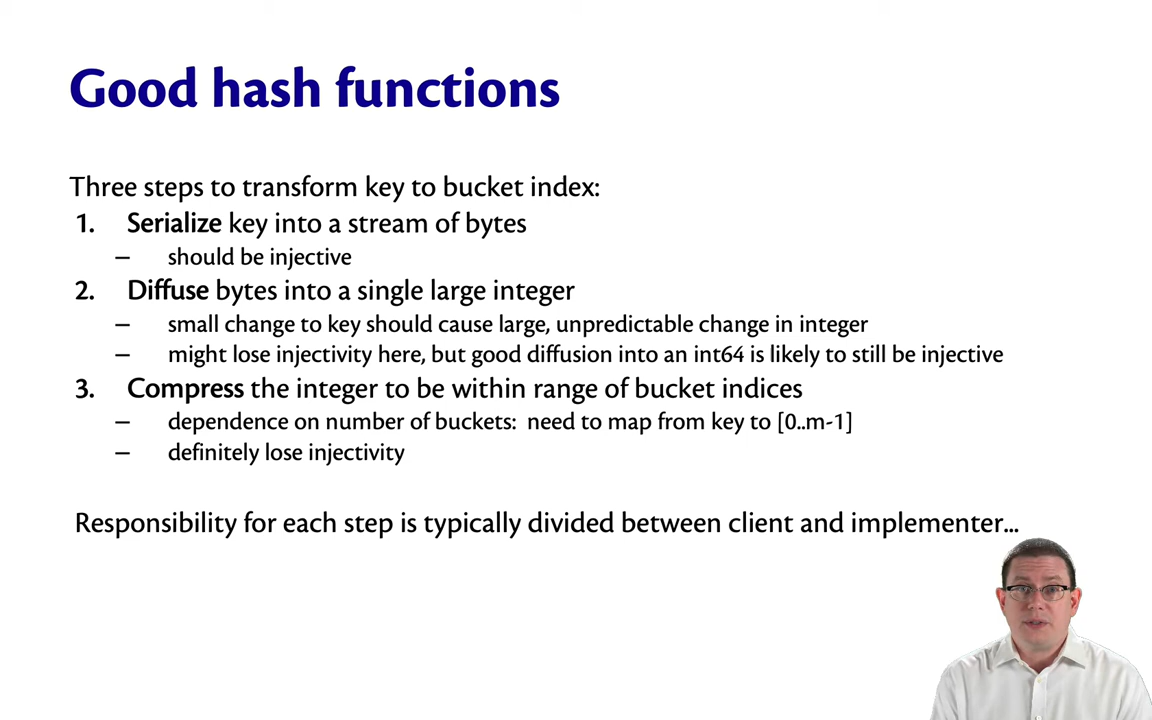 Good hash functions
Three steps to transform key to bucket index:
1. Serialize key into a stream of bytes
– should be injective
2. Diffuse bytes into a single large integer
– small change to key should cause large, unpredictable change in integer
– might lose injectivity here, but good diffusion into an int64 is likely to still be injective
3. Compress the integer to be within range of bucket indices
– dependence on number of buckets: need to map from key to [0..m-1]
– definitely lose injectivity
Responsibility for each step is typically divided between client and implementer...